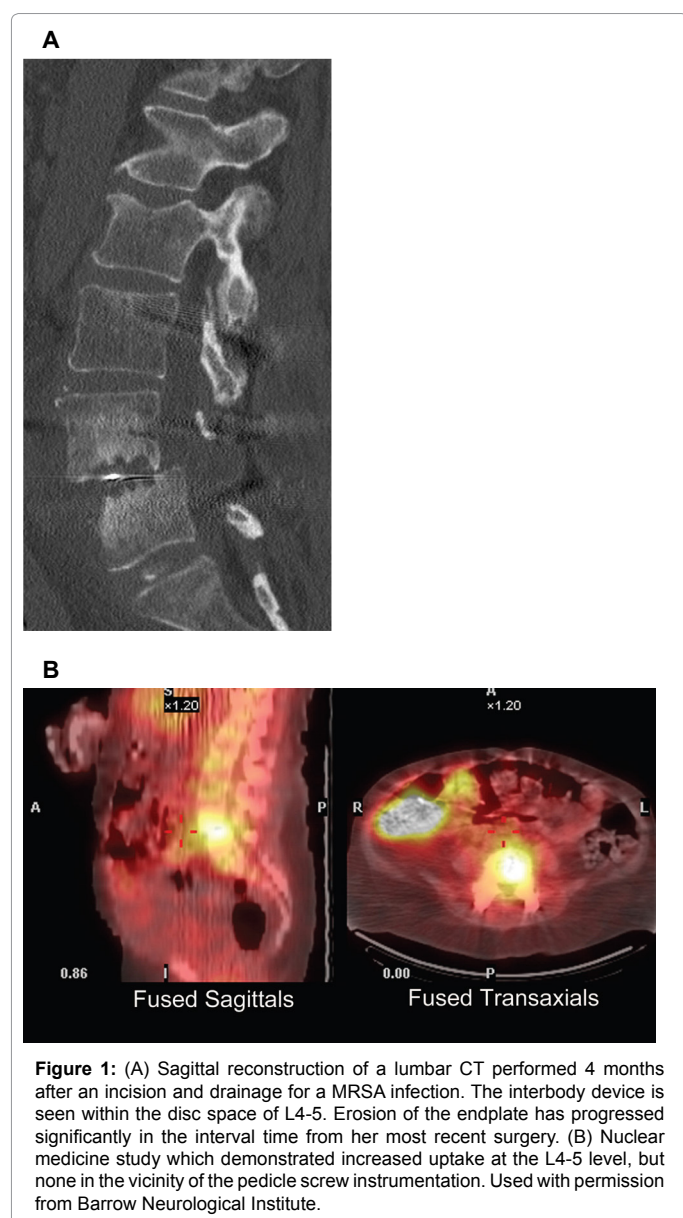 A
B
S
×1.20
A
P
0.86
I
Fused Sagittals
A
×1.20
R
L
0.00
P
Fused Transaxials
Figure 1: (A) Sagittal reconstruction of a lumbar CT performed 4 months
after an incision and drainage for a MRSA infection. The interbody device is
seen within the disc space of L4-5. Erosion of the endplate has progressed
significantly in the interval time from her most recent surgery. (B) Nuclear
medicine study which demonstrated increased uptake at the L4-5 level, but
none in the vicinity of the pedicle screw instrumentation. Used with permission
from Barrow Neurological Institute.